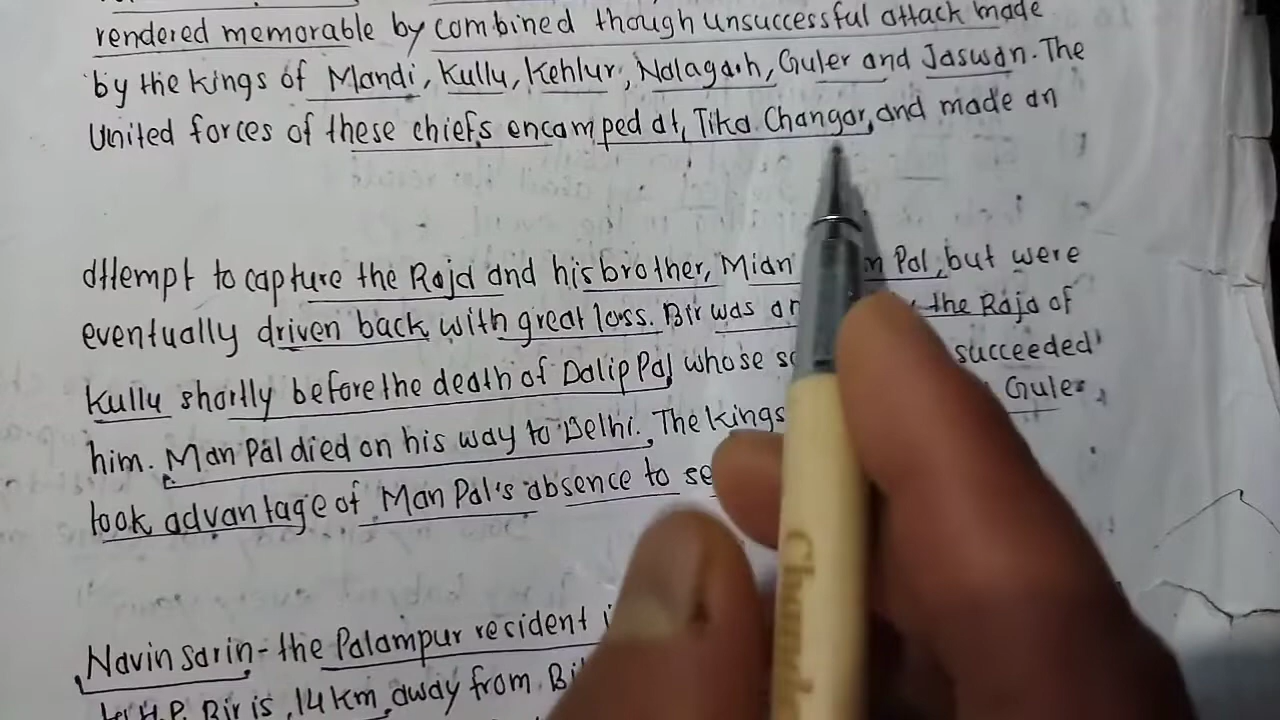 rendered memorable by combined though unsuccessful attack made
by the kings of Mandi, Kullu, Kehlur, Nalagarh, Guler and Jaswan. The
United forces of these chiefs encamped at, Tika Changar, and made an
attempt to capture the Raja and his brother, Mian Pal, but were
eventually driven back with great loss. Bir was an the Raja of
Kullu shortly before the death of Dalip Pal whose succeeded
him. Man Pal died on his way to Delhi. The kings Guler
took advantage of Man Pal's absence to
Navin Sarin - the Palampur resident
H.P. Bir is 14 km away from